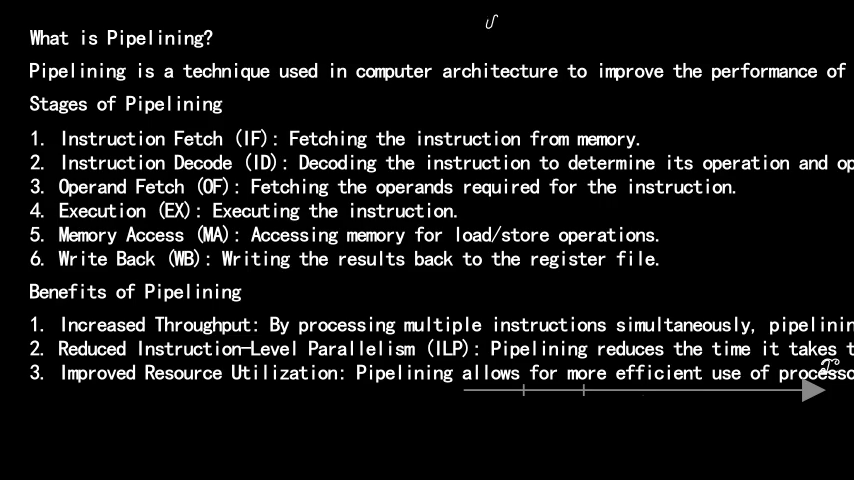 What is Pipelining?
Pipelining is a technique used in computer architecture to improve the performance of
Stages of Pipelining
1. Instruction Fetch (IF): Fetching the instruction from memory.
2. Instruction Decode (ID): Decoding the instruction to determine its operation and op
3. Operand Fetch (OF): Fetching the operands required for the instruction.
4. Execution (EX): Executing the instruction.
5. Memory Access (MA): Accessing memory for load/store operations.
6. Write Back (WB): Writing the results back to the register file.
Benefits of Pipelining
1. Increased Throughput: By processing multiple instructions simultaneously, pipelinin
2. Reduced Instruction-Level Parallelism (ILP): Pipelining reduces the time it takes t
3. Improved Resource Utilization: Pipelining allows for more efficient use of processo